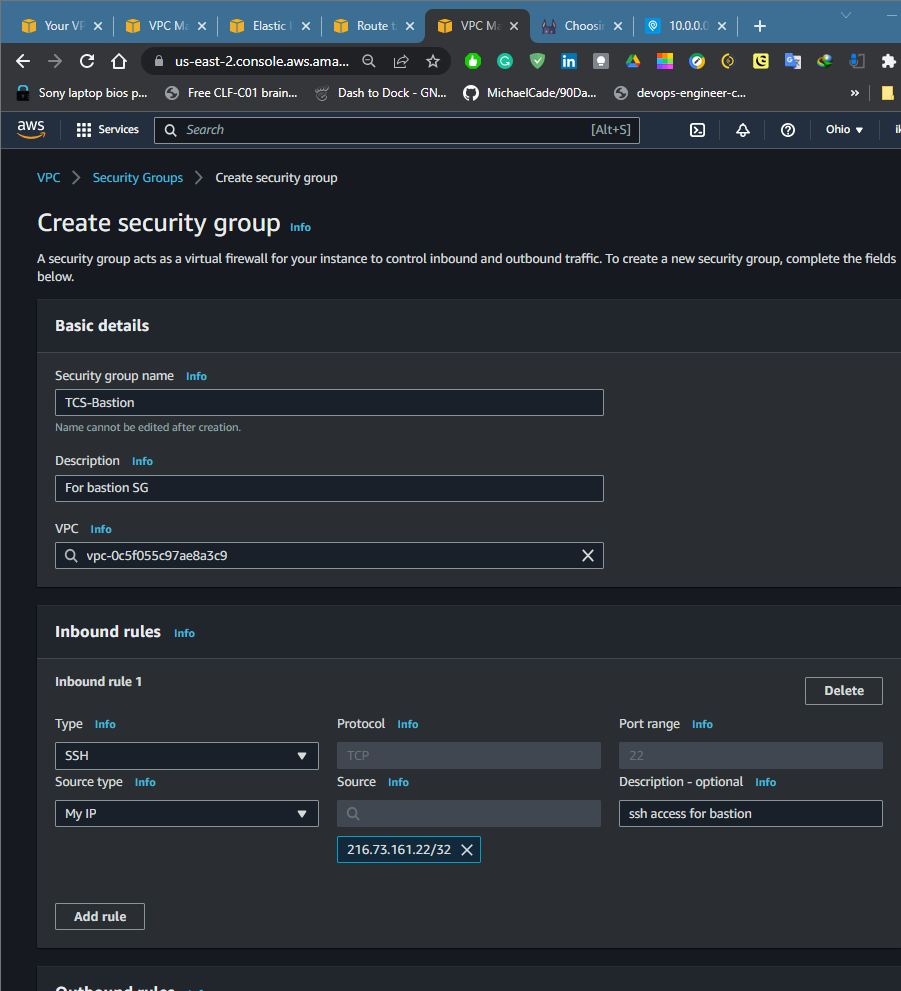 Your VP
VPC Ma
Elastic I
Route t
VPC Ma
Choosin
10.0.0.0
us-east-2.console.aws.ama...
Sony laptop bios p...
Free CLF-C01 brain...
Dash to Dock - GN...
MichaelCade/90Da...
devops-engineer-c...
»
aws
Services
Search
[Alt+S]
Ohio
VPC
Security Groups
Create security group
Create security group Info
A security group acts as a virtual firewall for your instance to control inbound and outbound traffic. To create a new security group, complete the fields
below.
Basic details
Security group name Info
TCS-Bastion
Name cannot be edited after creation.
Description Info
For bastion SG
VPC Info
vpc-0c5f055c97ae8a3c9
Inbound rules Info
Inbound rule 1
Delete
Type Info
Protocol Info
Port range Info
SSH
TCP
22
Source type Info
Source Info
Description - optional Info
My IP
ssh access for bastion
216.73.161.22/32
Add rule
Outbound rules Info